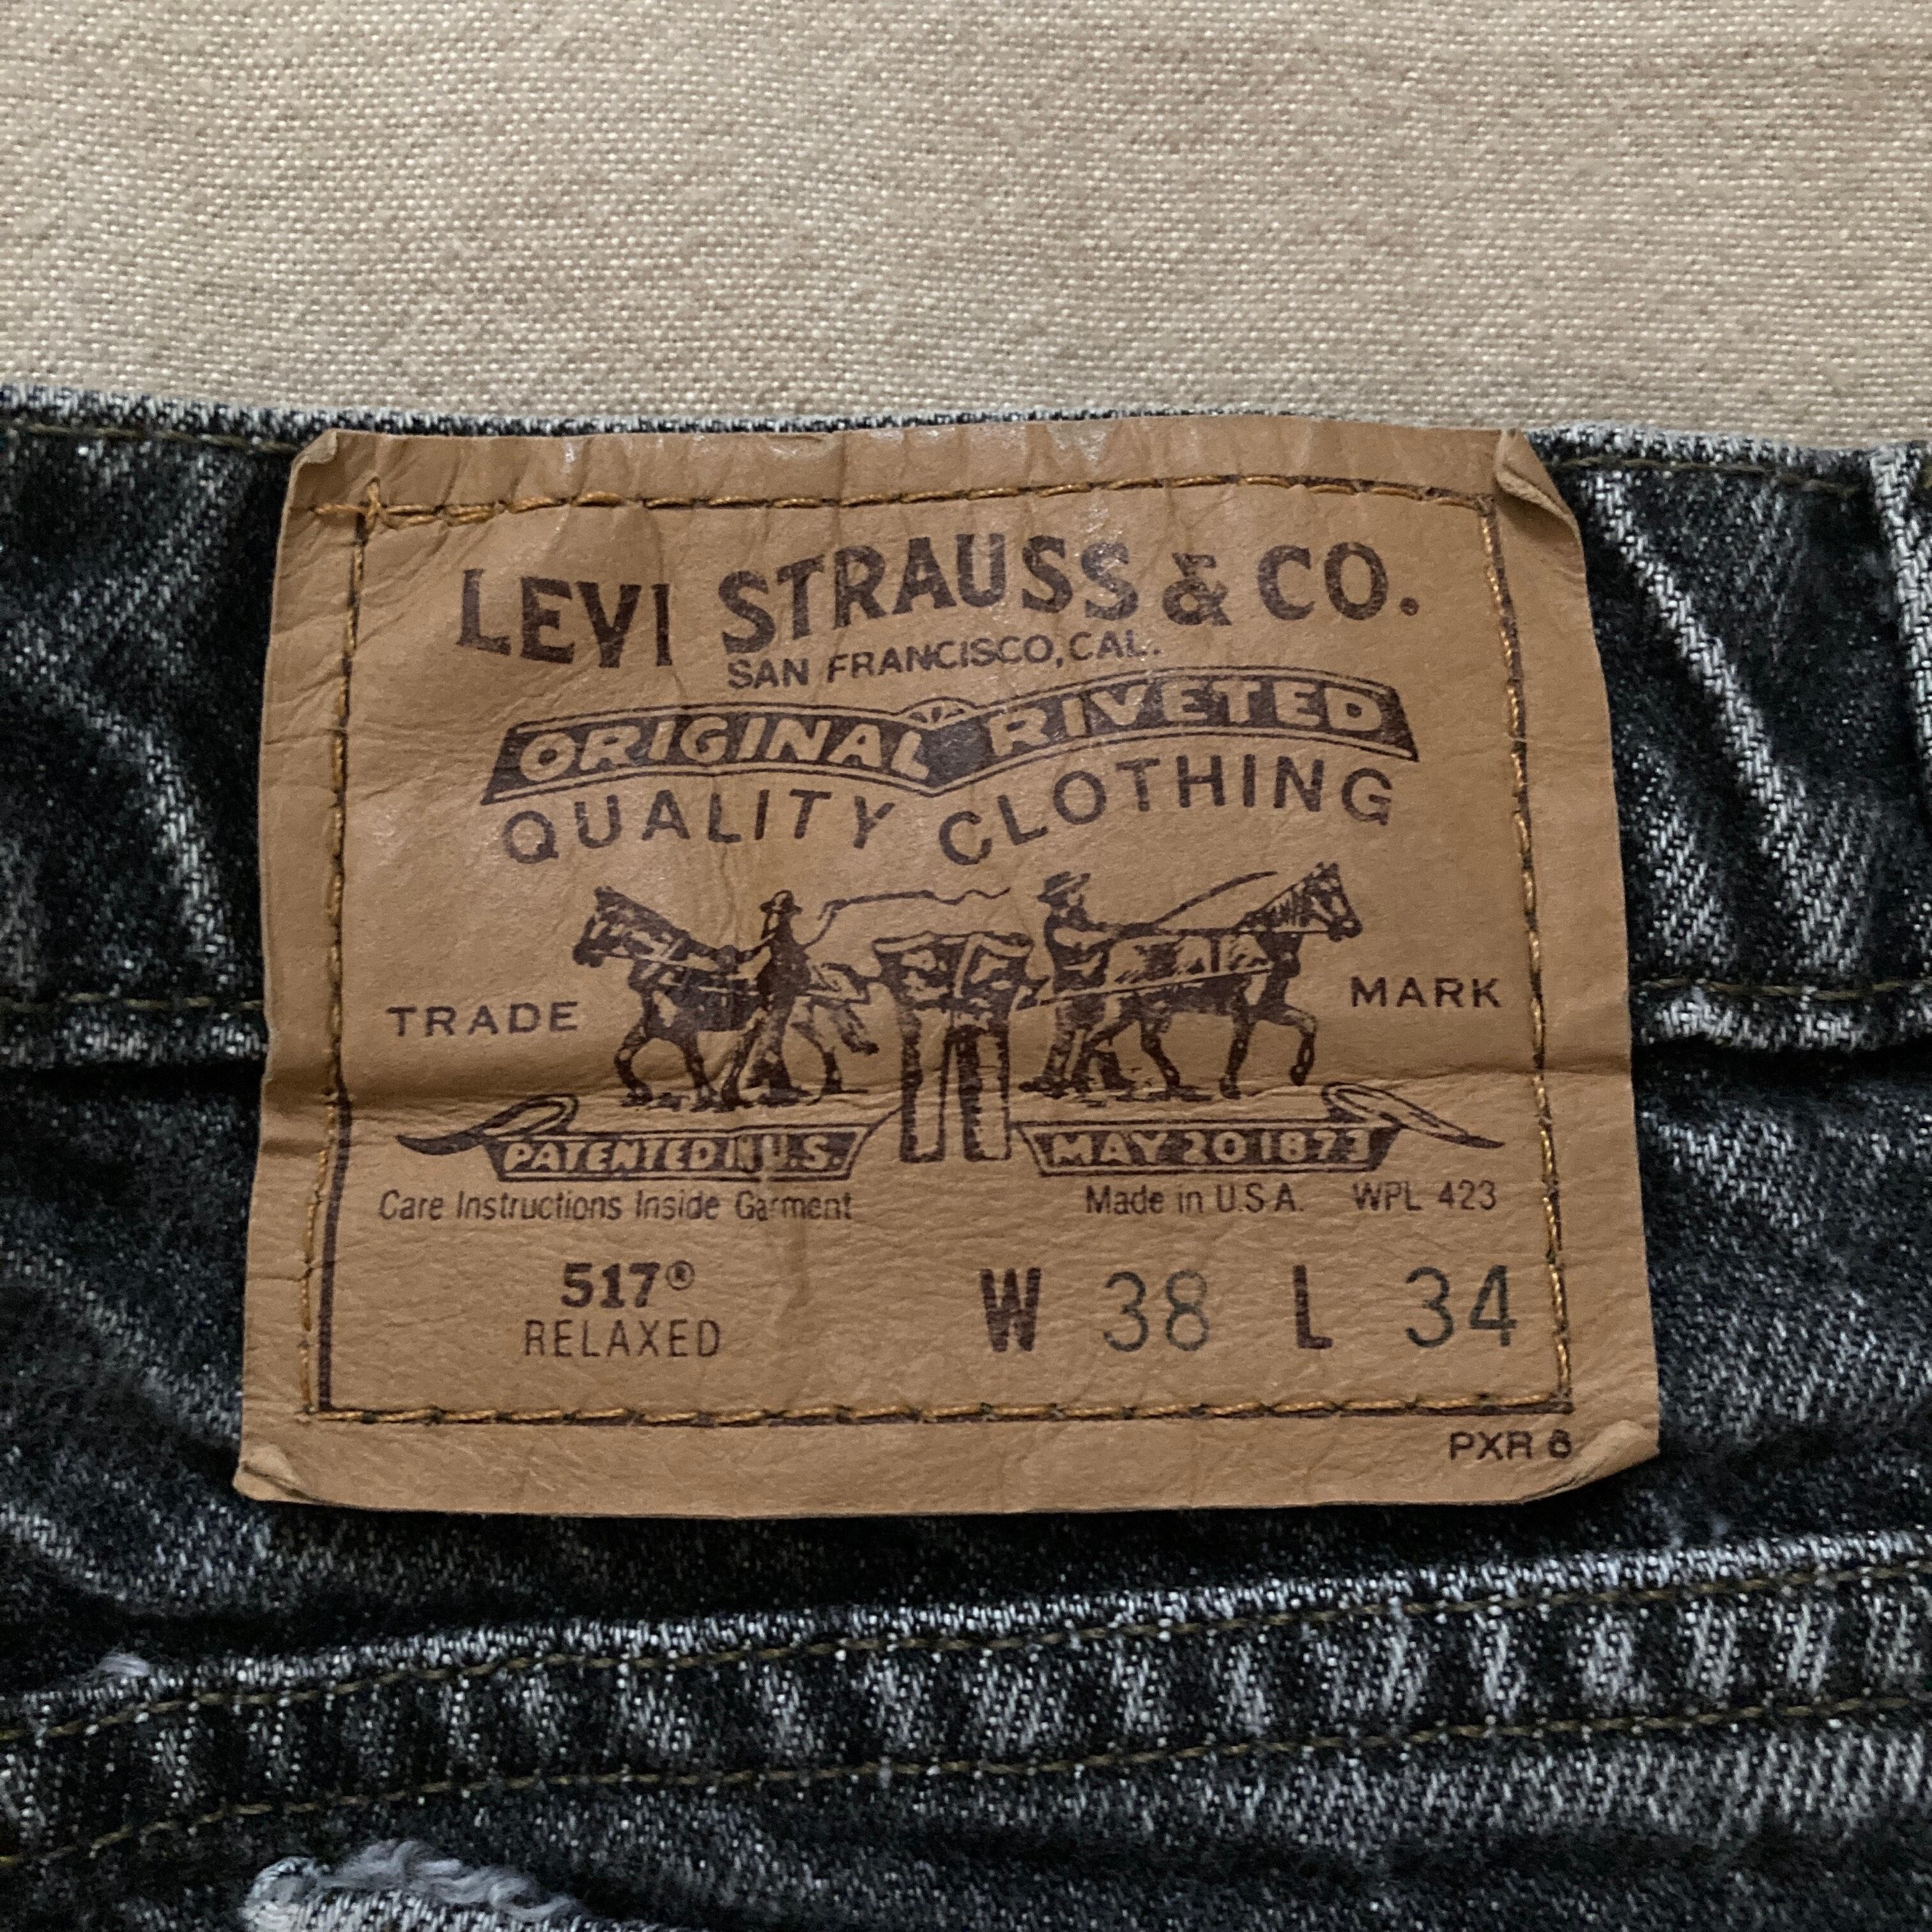 LEVI STRAUSS & CO.
SAN FRANCISCO, CAL.
ORIGINAL RIVETED
QUALITY CLOTHING
TRADE MARK
PATENTED IN U.S. MAY 20 1873
Care Instructions Inside Garment Made in U.S.A. WPL 423
517® W 38 L 34
RELAXED
PXR 6